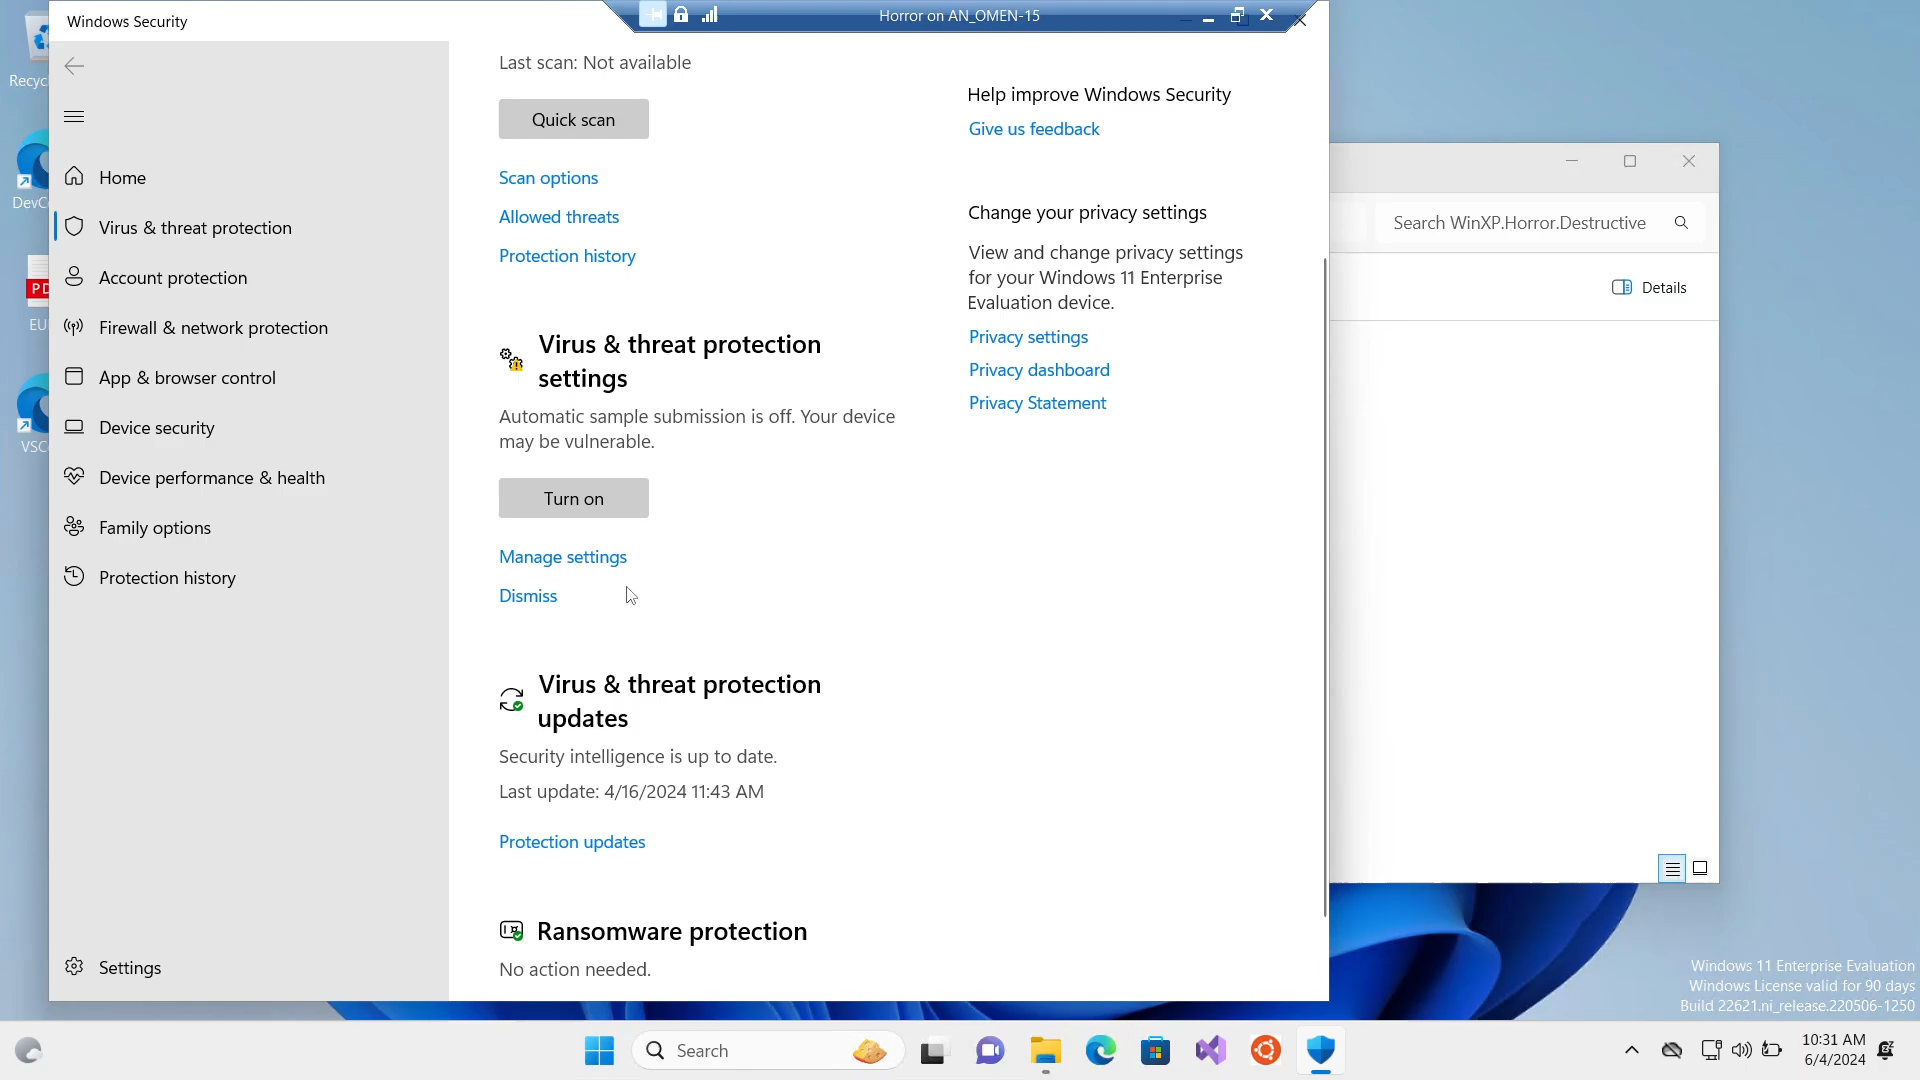 Windows Security
Horror on AN_OMEN-15
Recyc
DevC
PD
EU
VSC
Home
Virus & threat protection
Account protection
Firewall & network protection
App & browser control
Device security
Device performance & health
Family options
Protection history
Settings
Last scan: Not available
Quick scan
Scan options
Allowed threats
Protection history
Virus & threat protection
settings
Automatic sample submission is off. Your device
may be vulnerable.
Turn on
Manage settings
Dismiss
Virus & threat protection
updates
Security intelligence is up to date.
Last update: 4/16/2024 11:43 AM
Protection updates
Ransomware protection
No action needed.
Help improve Windows Security
Give us feedback
Change your privacy settings
View and change privacy settings
for your Windows 11 Enterprise
Evaluation device.
Privacy settings
Privacy dashboard
Privacy Statement
Search WinXP.Horror.Destructive
Details
Windows 11 Enterprise Evaluation
Windows License valid for 90 days
Build 22621.ni_release.220506-1250
Search
10:31 AM
6/4/2024